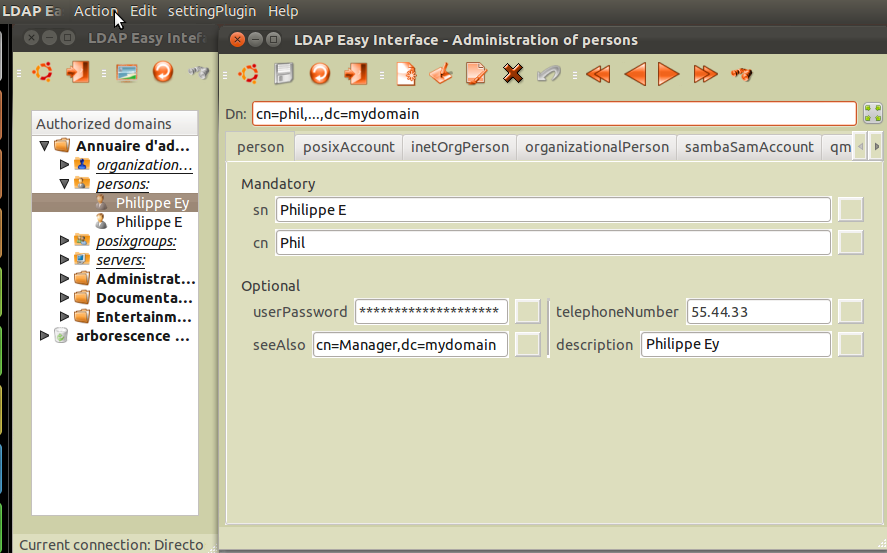 LDAP Ea Action Edit settingPlugin Help
LDAP Easy Interf
LDAP Easy Interface - Administration of persons
Dn: cn=phil,...,dc=mydomain
Authorized domains
Annuaire d'ad...
organization...
persons:
Philippe Ey
Philippe E
posixgroups:
servers:
Administrat...
Documenta...
Entertainm...
arborescence ...
Current connection: Directo
person posixAccount inetOrgPerson organizationalPerson sambaSamAccount qm
Mandatory
sn Philippe E
cn Phil
Optional
userPassword ******************** telephoneNumber 55.44.33
seeAlso cn=Manager,dc=mydomain description Philippe Ey